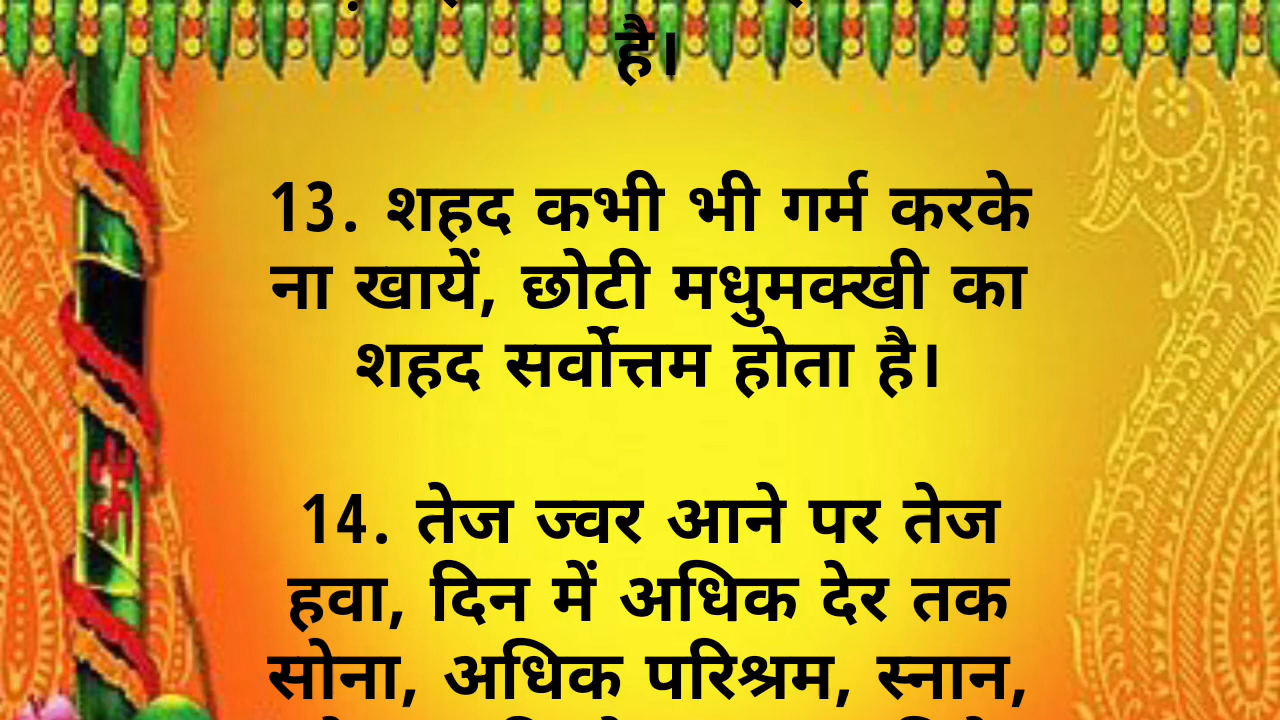 है।
13. शहद कभी भी गर्म करके
ना खायें, छोटी मधुमक्खी का
शहद सर्वोत्तम होता है।
14. तेज ज्वर आने पर तेज
हवा, दिन में अधिक देर तक
सोना, अधिक परिश्रम, स्नान,